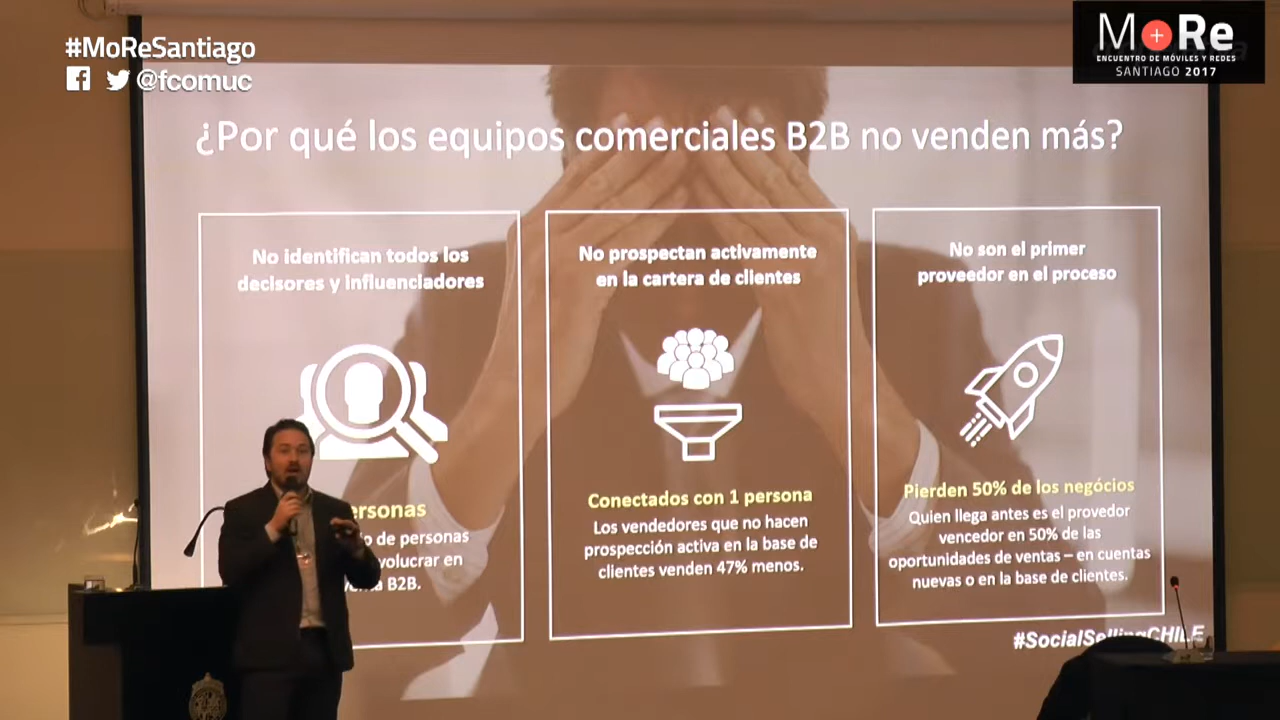 #MoReSantiago
@fcomuc
MoRe
ENCUENTRO DE MÓVILES Y REDES
SANTIAGO 2017
¿Por qué los equipos comerciales B2B no venden más?
No identifican todos los
decisores y influenciadores
de personas
en
B2B.
No prospectan activamente
en la cartera de clientes
Conectados con 1 persona
Los vendedores que no hacen
prospección activa en la base de
clientes venden 47% menos.
No son el primer
proveedor en el proceso
Pierden 50% de los negócios
Quien llega antes es el provedor
vencedor en 50% de las
oportunidades de ventas – en cuentas
nuevas o en la base de clientes.
#SocialSellingCHILE